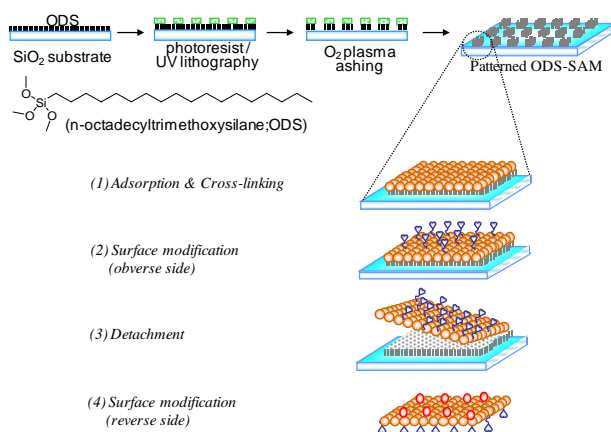 ODS
SiO2 substrate
photoresist/
UV lithography
O2 plasma
ashing
Patterned ODS-SAM
O
Si
O
O
(n-octadecyltrimethoxysilane;ODS)
(1) Adsorption & Cross-linking
(2) Surface modification
(obverse side)
(3) Detachment
(4) Surface modification
(reverse side)